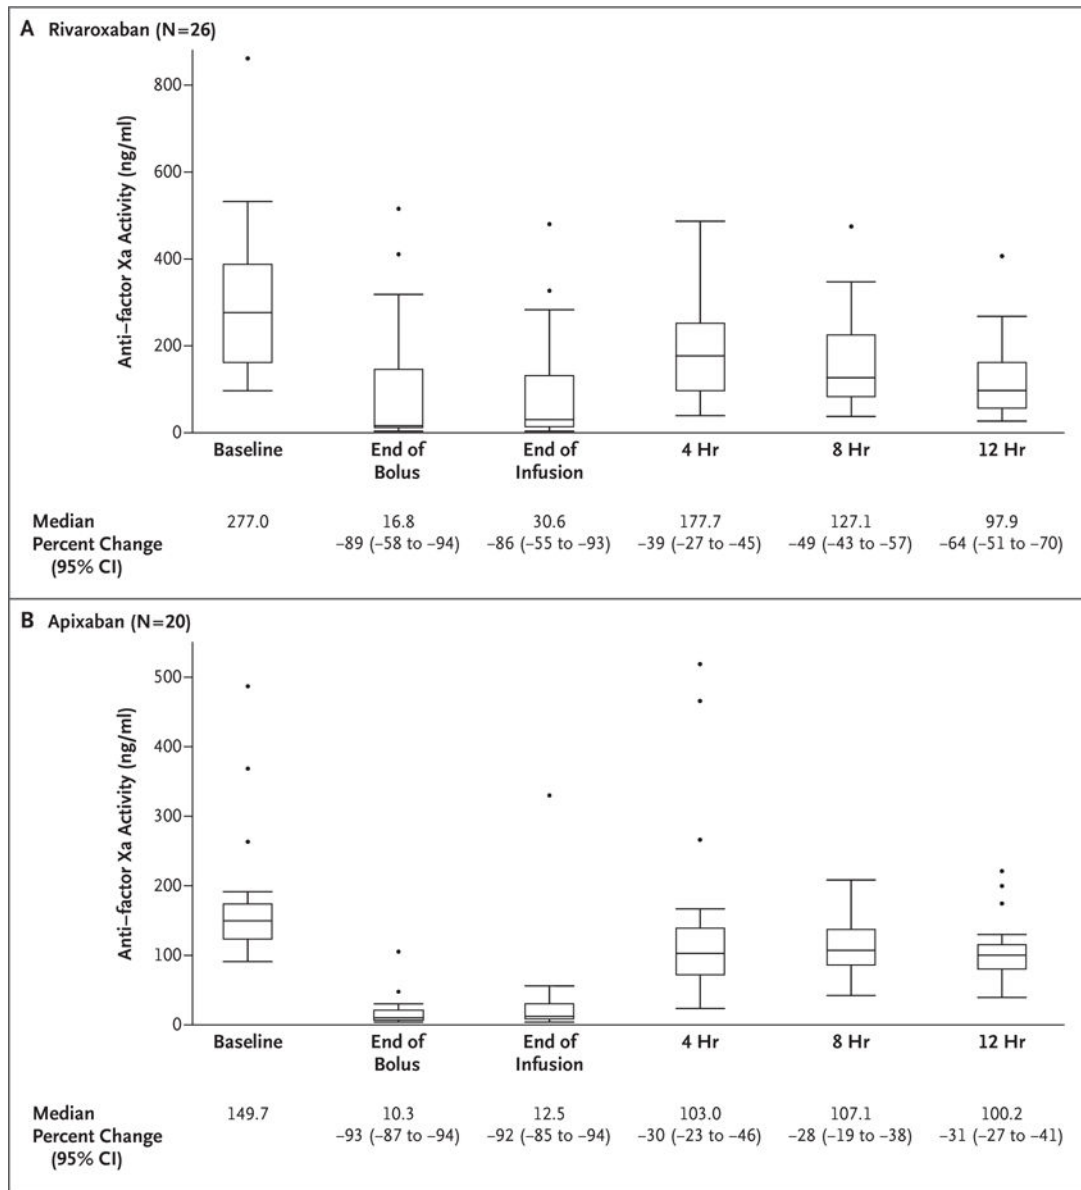 A Rivaroxaban (N=26)
Anti–factor Xa Activity (ng/ml)
800
600
400
200
0
Baseline
End of Bolus
End of Infusion
4 Hr
8 Hr
12 Hr
Median 277.0 16.8 30.6 177.7 127.1 97.9
Percent Change –89 (–58 to –94) –86 (–55 to –93) –39 (–27 to –45) –49 (–43 to –57) –64 (–51 to –70)
(95% CI)
B Apixaban (N=20)
Anti–factor Xa Activity (ng/ml)
500
400
300
200
100
0
Baseline
End of Bolus
End of Infusion
4 Hr
8 Hr
12 Hr
Median 149.7 10.3 12.5 103.0 107.1 100.2
Percent Change –93 (–87 to –94) –92 (–85 to –94) –30 (–23 to –46) –28 (–19 to –38) –31 (–27 to –41)
(95% CI)